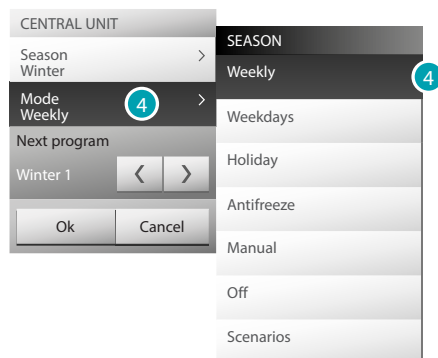 CENTRAL UNIT
Season
Winter
>
Mode
Weekly
4
>
Next program
Winter 1
Ok
Cancel
SEASON
Weekly
4
Weekdays
Holiday
Antifreeze
Manual
Off
Scenarios